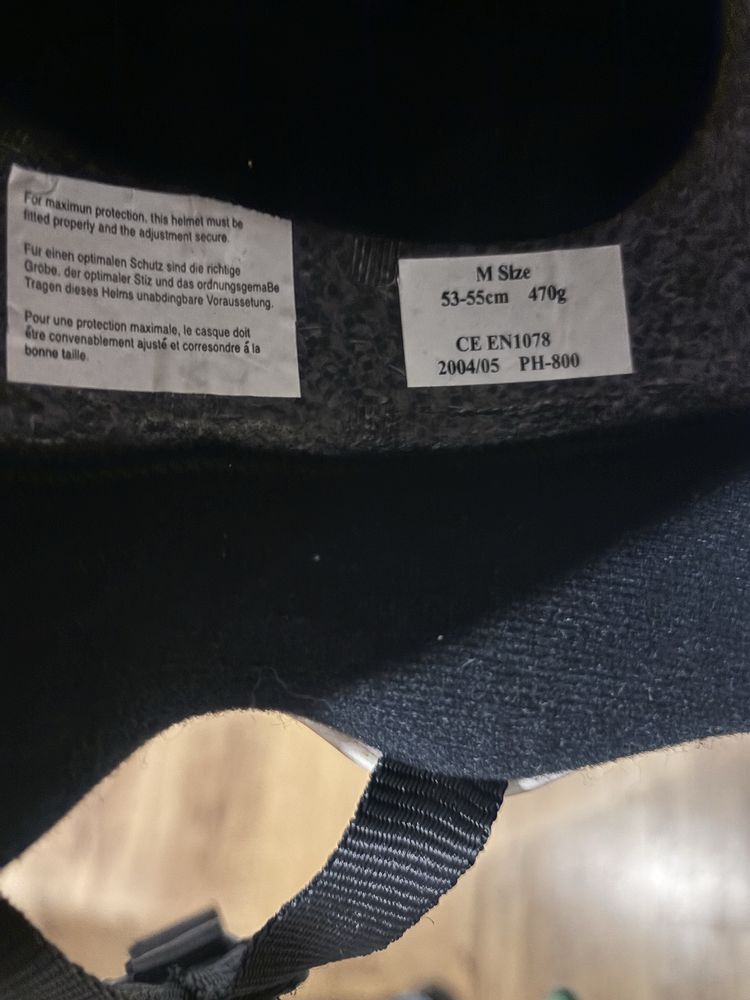 For maximun protection, this helmet must be
fitted properly and the adjustment secure.
Für einen optimalen Schutz sind die richtige
Gröbe, der optimaler Stiz und das ordnungsgemaBe
Tragen dieses Helms unabdingbare Voraussetung.
Pour une protection maximale, le casque doit
être convenablement ajusté et corresondre á la
bonne taille.
M Size
53-55cm 470g
CE EN1078
2004/05 PH-800